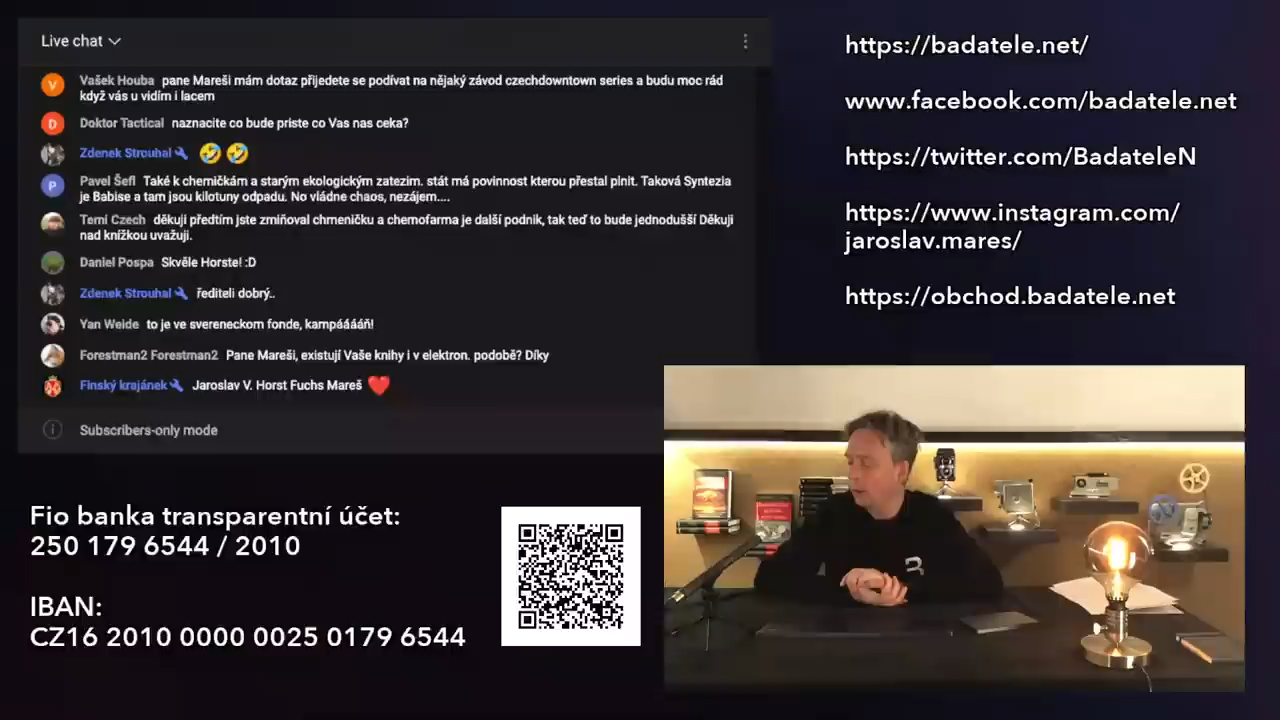 Live chat
Vašek Houba pane Mareši mám dotaz přijedete se podívat na nějaký závod czechdowntown series a budu moc rád
když vás u vidím i lacem
Doktor Tactical naznacite co bude priste co Vas nas ceka?
Zdenek Strouhal 🤣 🤣
Pavel Šefl Také k chemičkám a starým ekologickým zatezim. stát má povinnost kterou přestal plnit. Taková Syntezia
je Babise a tam jsou kilotuny odpadu. No vládne chaos, nezájem....
Temi Czech děkuji předtím jste zmiňoval chmeničku a chemofarma je další podnik, tak teď to bude jednodušší Děkuji
nad knížkou uvažuji.
Daniel Pospa Skvěle Horste! :D
Zdenek Strouhal řediteli dobrý..
Yan Weide to je ve svereneckom fonde, kampááááň!
Forestman2 Forestman2 Pane Mareši, existují Vaše knihy i v elektron. podobě? Díky
Finský krajánek Jaroslav V. Horst Fuchs Mareš ❤️
Subscribers-only mode
https://badatele.net/
www.facebook.com/badatele.net
https://twitter.com/BadateleN
https://www.instagram.com/
jaroslav.mares/
https://obchod.badatele.net
Fio banka transparentní účet:
250 179 6544 / 2010
IBAN:
CZ16 2010 0000 0025 0179 6544